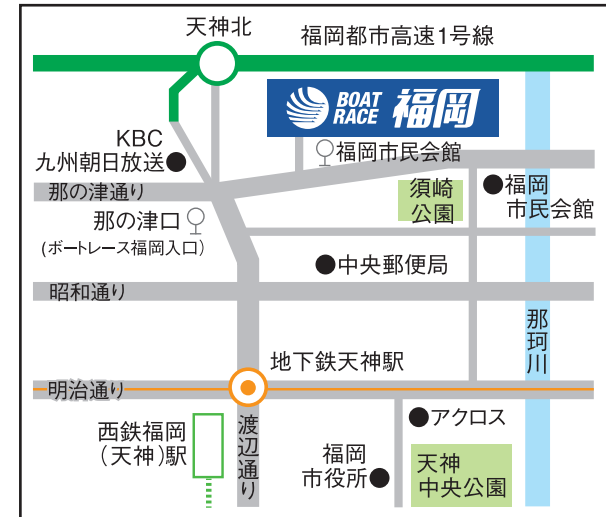 天神北
福岡都市高速1号線
BOAT
RACE
福岡
KBC
九州朝日放送
福岡市民会館
那の津通り
須崎
公園
福岡
市民会館
那の津口
(ボートレース福岡入口)
中央郵便局
昭和通り
那珂川
地下鉄天神駅
明治通り
西鉄福岡
(天神)駅
渡辺通り
アクロス
福岡
市役所
天神
中央公園